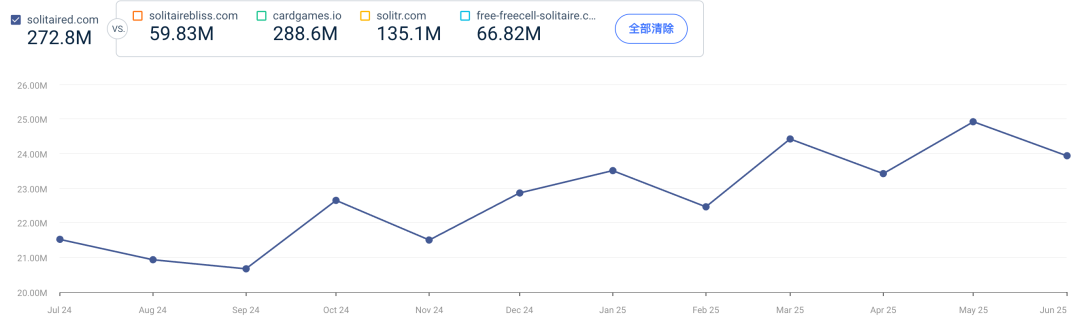 solitaired.com
272.8M
VS.
solitairebliss.com
59.83M
cardgames.io
288.6M
solitr.com
135.1M
free-freecell-solitaire.c...
66.82M
全部清除
26.00M
25.00M
24.00M
23.00M
22.00M
21.00M
20.00M
Jul 24
Aug 24
Sep 24
Oct 24
Nov 24
Dec 24
Jan 25
Feb 25
Mar 25
Apr 25
May 25
Jun 25